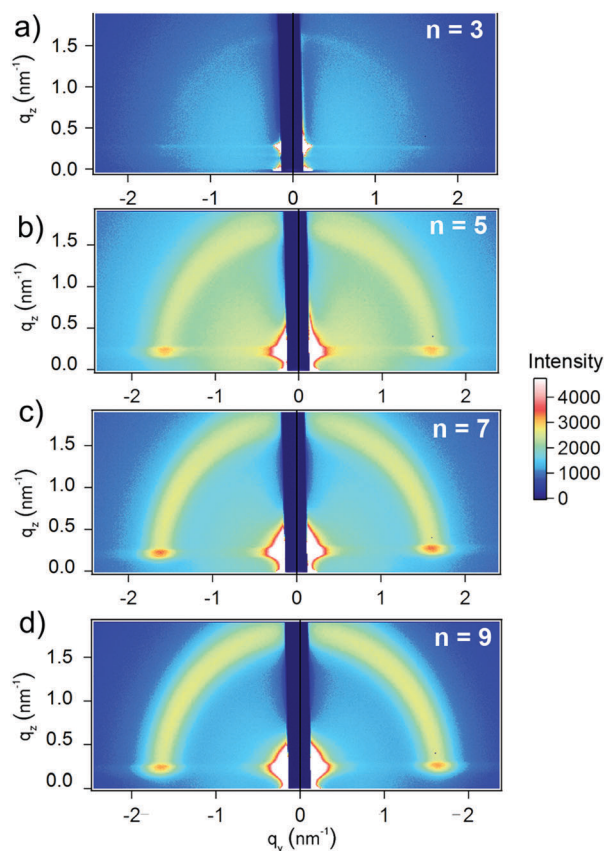 a)
n = 3
q_z (nm⁻¹)
1.5
1.0
0.5
0.0
-2 -1 0 1 2
b)
n = 5
q_z (nm⁻¹)
1.5
1.0
0.5
0.0
-2 -1 0 1 2
c)
n = 7
q_z (nm⁻¹)
1.5
1.0
0.5
0.0
-2 -1 0 1 2
d)
n = 9
q_z (nm⁻¹)
1.5
1.0
0.5
0.0
-2 -1 0 1 -2
q_y (nm⁻¹)
Intensity
4000
3000
2000
1000
0